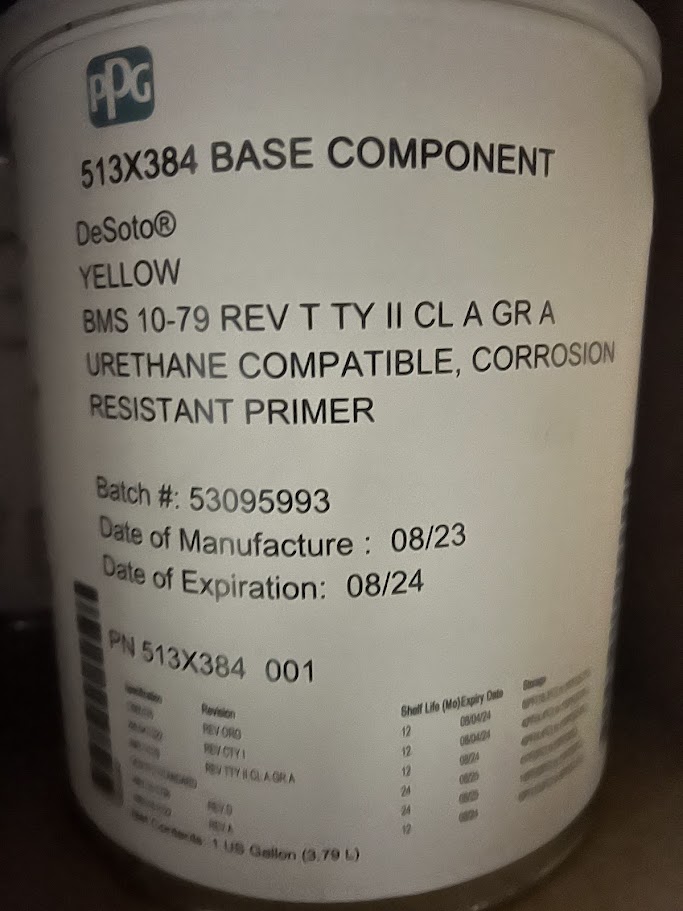 PPG
513X384 BASE COMPONENT
DeSoto®
YELLOW
BMS 10-79 REV T TY II CL A GR A
URETHANE COMPATIBLE, CORROSION
RESISTANT PRIMER
Batch #: 53095993
Date of Manufacture : 08/23
Date of Expiration: 08/24
PN 513X384 001
Specification Revision Shelf Life (Mo) Expiry Date Storage
REV ORG 12 08/04/24
REV C TY I 12 08/04/24
REV T TY II CL A GR A 12 08/24
24 08/25
REV D 24 08/25
REV A 12 08/24
Net Contents: 1 US Gallon (3.79 L)